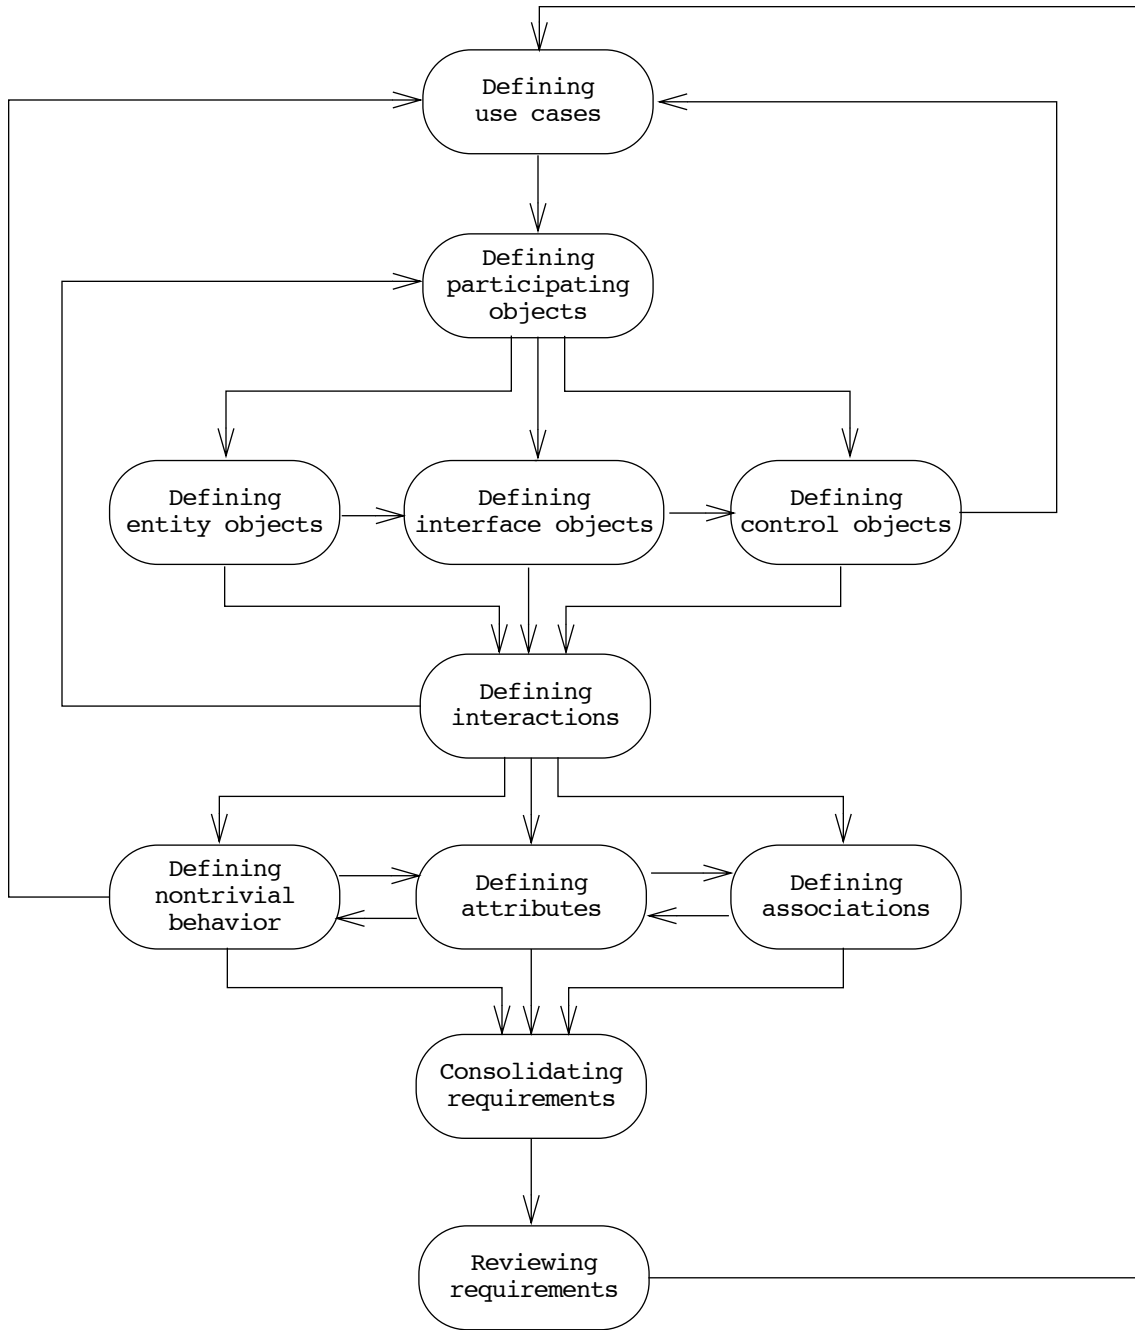 Defining
use cases
Defining
participating
objects
Defining
entity objects
Defining
interface objects
Defining
control objects
Defining
interactions
Defining
nontrivial
behavior
Defining
attributes
Defining
associations
Consolidating
requirements
Reviewing
requirements